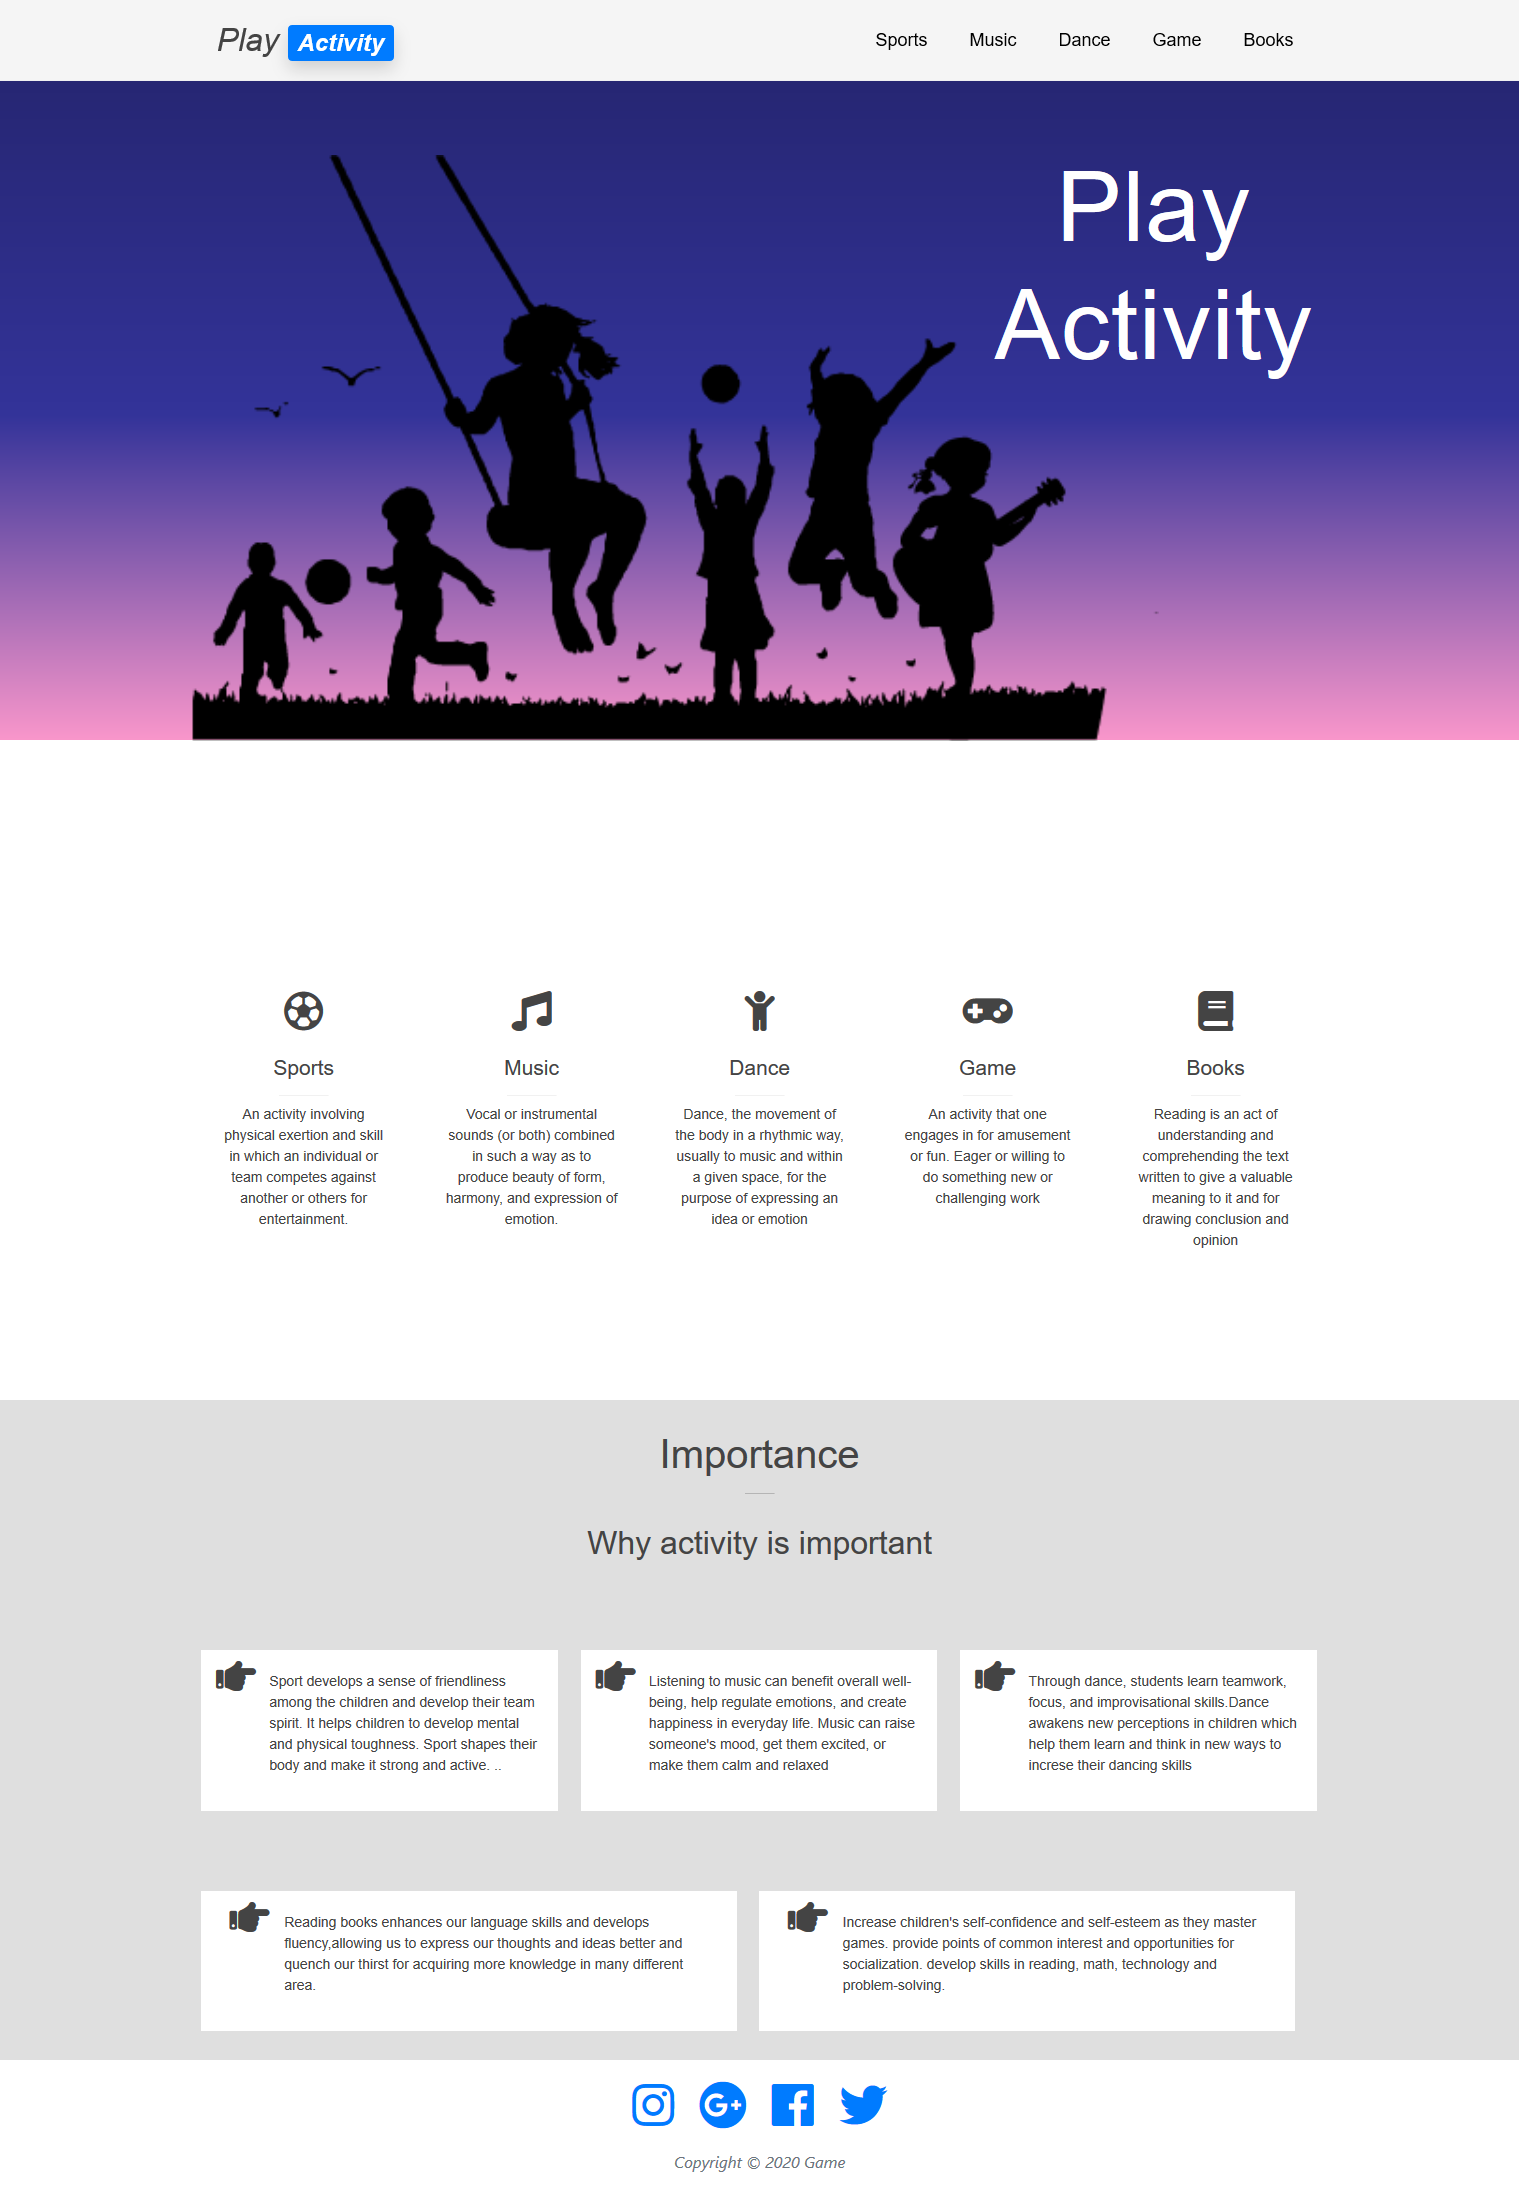 Play Activity
Sports Music Dance Game Books
Play
Activity
Sports
An activity involving
physical exertion and skill
in which an individual or
team competes against
another or others for
entertainment.
Music
Vocal or instrumental
sounds (or both) combined
in such a way as to
produce beauty of form,
harmony, and expression of
emotion.
Dance
Dance, the movement of
the body in a rhythmic way,
usually to music and within
a given space, for the
purpose of expressing an
idea or emotion
Game
An activity that one
engages in for amusement
or fun. Eager or willing to
do something new or
challenging work
Books
Reading is an act of
understanding and
comprehending the text
written to give a valuable
meaning to it and for
drawing conclusion and
opinion
Importance
Why activity is important
Sport develops a sense of friendliness
among the children and develop their team
spirit. It helps children to develop mental
and physical toughness. Sport shapes their
body and make it strong and active. ..
Listening to music can benefit overall well-
being, help regulate emotions, and create
happiness in everyday life. Music can raise
someone's mood, get them excited, or
make them calm and relaxed
Through dance, students learn teamwork,
focus, and improvisational skills.Dance
awakens new perceptions in children which
help them learn and think in new ways to
increse their dancing skills
Reading books enhances our language skills and develops
fluency,allowing us to express our thoughts and ideas better and
quench our thirst for acquiring more knowledge in many different
area.
Increase children's self-confidence and self-esteem as they master
games. provide points of common interest and opportunities for
socialization. develop skills in reading, math, technology and
problem-solving.
Copyright © 2020 Game